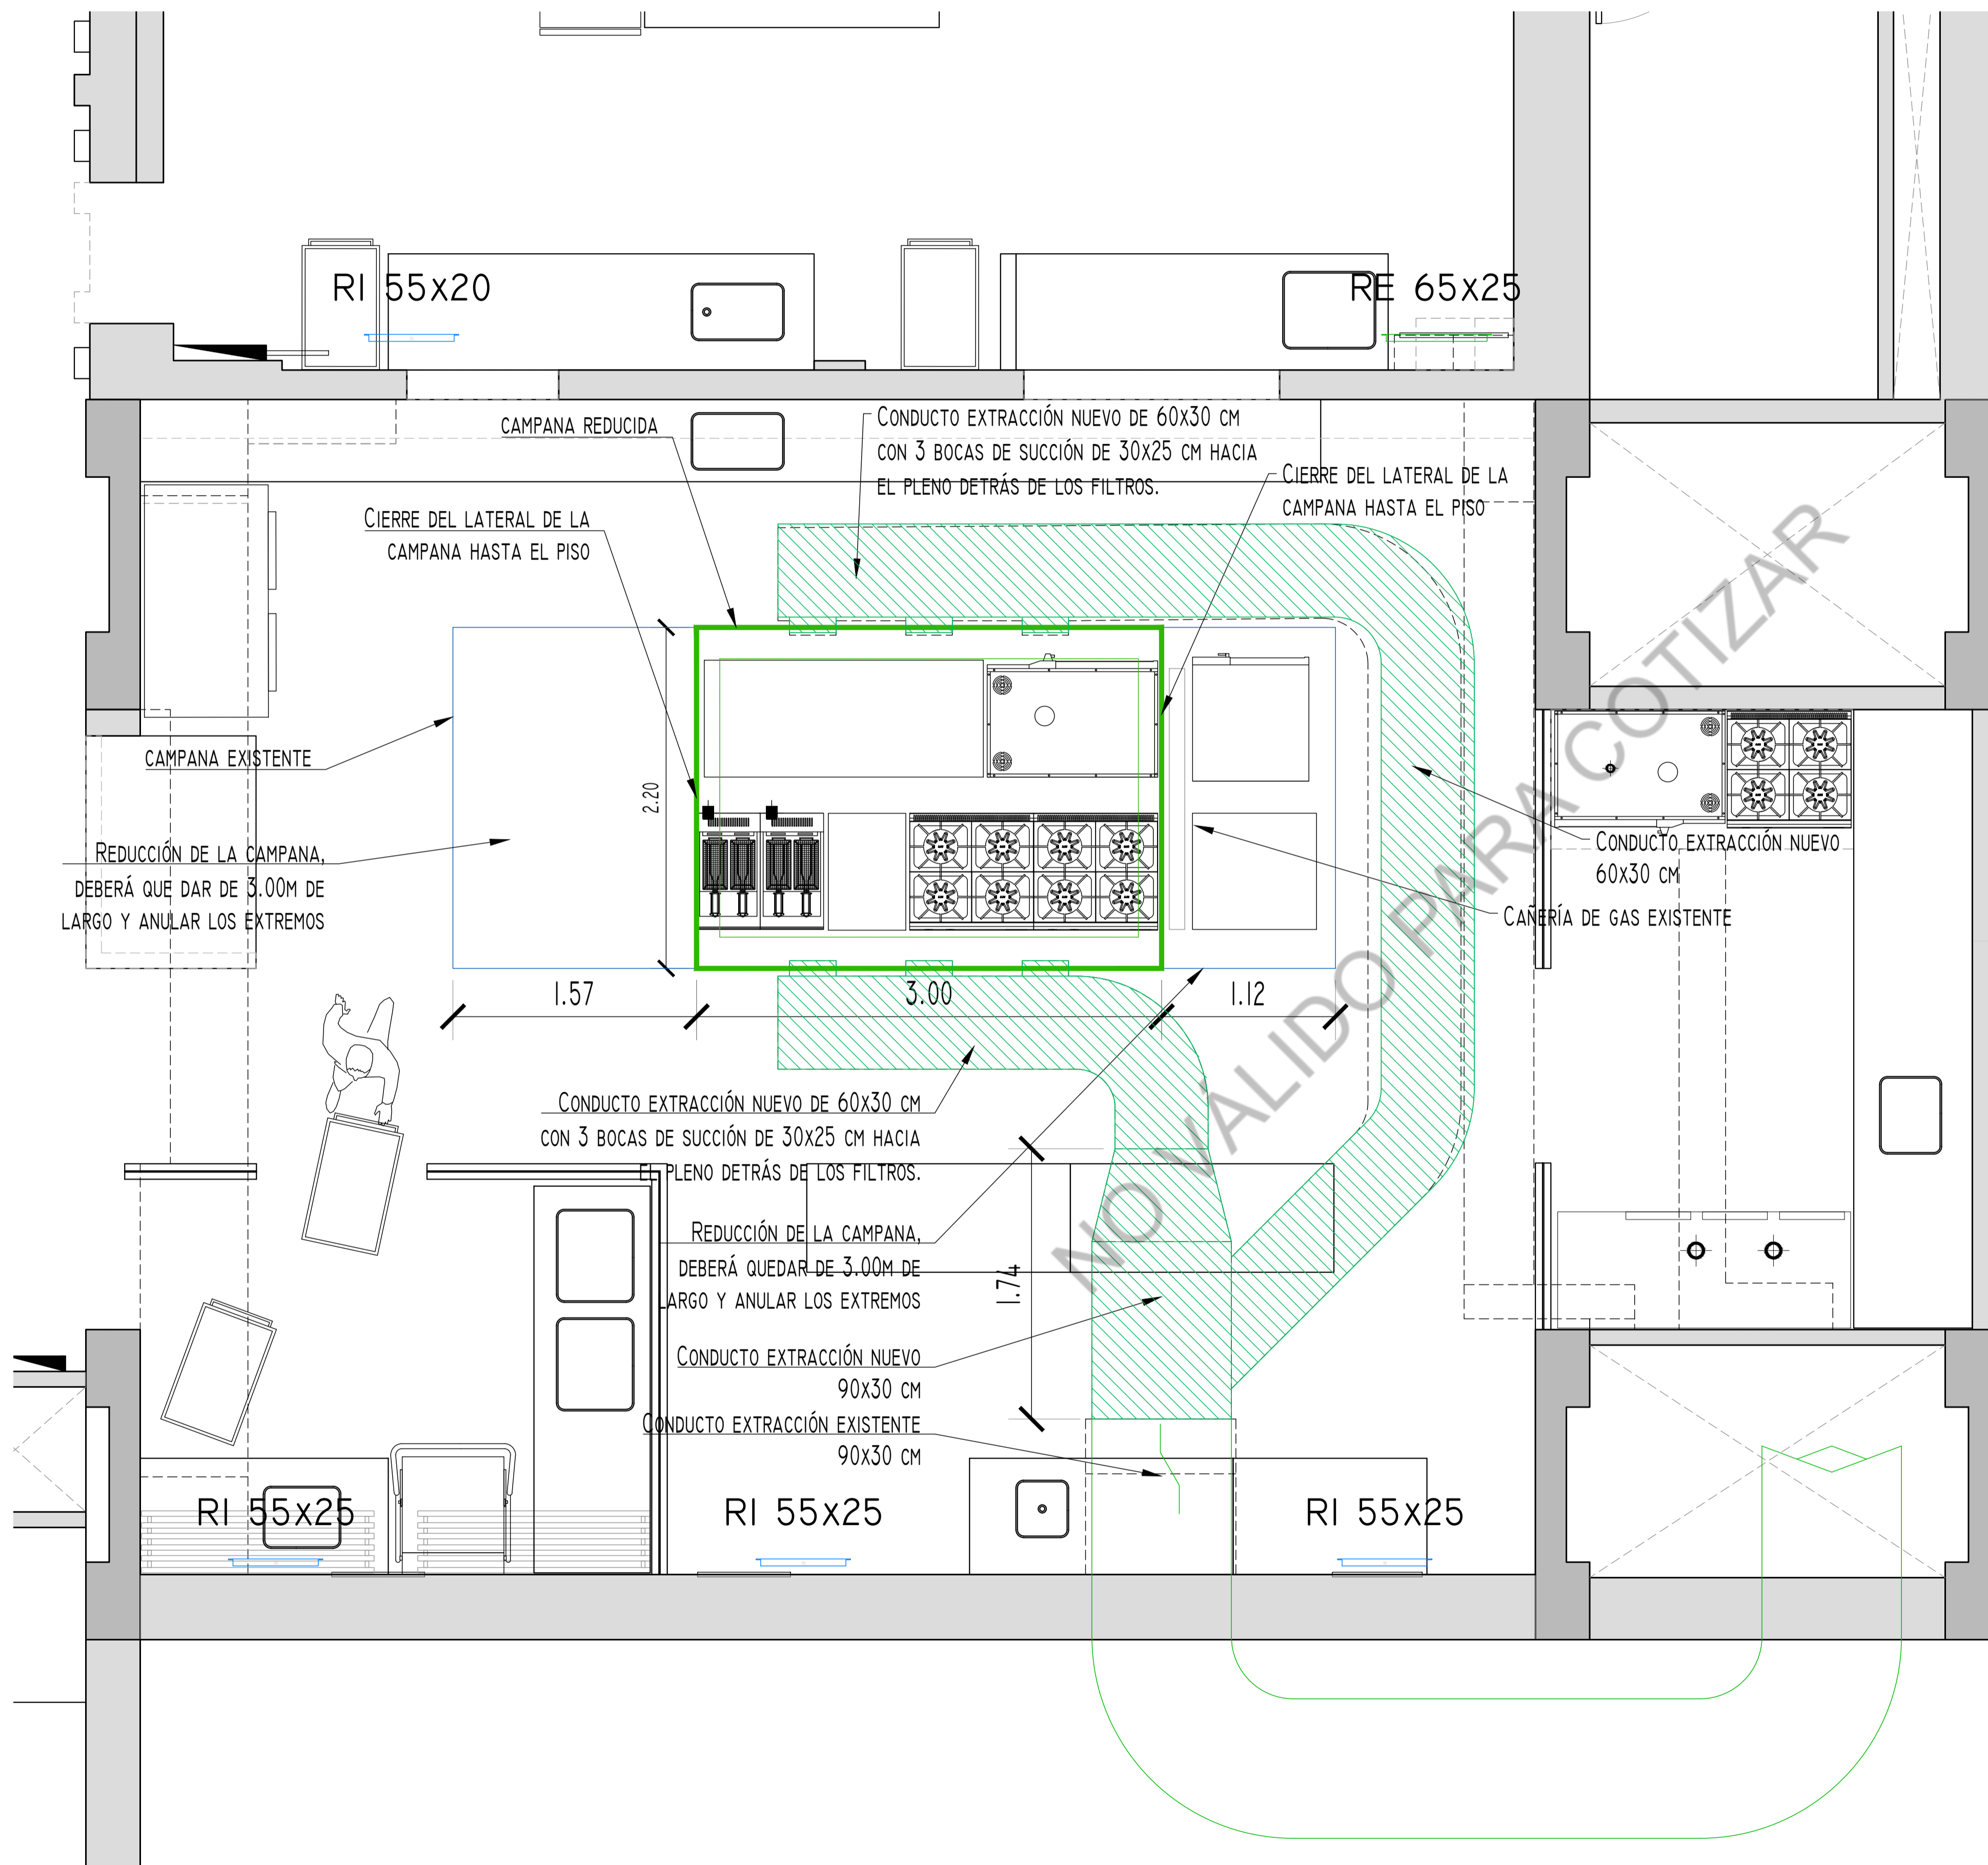 RI 55x20
RE 65x25
CAMPANA REDUCIDA
CONDUCTO EXTRACCIÓN NUEVO DE 60X30 CM
CON 3 BOCAS DE SUCCIÓN DE 30X25 CM HACIA
EL PLENO DETRÁS DE LOS FILTROS.
CIERRE DEL LATERAL DE LA
CAMPANA HASTA EL PISO
CIERRE DEL LATERAL DE LA
CAMPANA HASTA EL PISO
CAMPANA EXISTENTE
2.20
REDUCCIÓN DE LA CAMPANA,
DEBERÁ QUE DAR DE 3.00M DE
LARGO Y ANULAR LOS EXTREMOS
CONDUCTO EXTRACCIÓN NUEVO
60X30 CM
CAÑERÍA DE GAS EXISTENTE
1.57
3.00
1.12
CONDUCTO EXTRACCIÓN NUEVO DE 60X30 CM
CON 3 BOCAS DE SUCCIÓN DE 30X25 CM HACIA
EL PLENO DETRÁS DE LOS FILTROS.
REDUCCIÓN DE LA CAMPANA,
DEBERÁ QUEDAR DE 3.00M DE
LARGO Y ANULAR LOS EXTREMOS
1.74
CONDUCTO EXTRACCIÓN NUEVO
90X30 CM
CONDUCTO EXTRACCIÓN EXISTENTE
90X30 CM
RI 55x25
RI 55x25
RI 55x25
NO VÁLIDO PARA COTIZAR